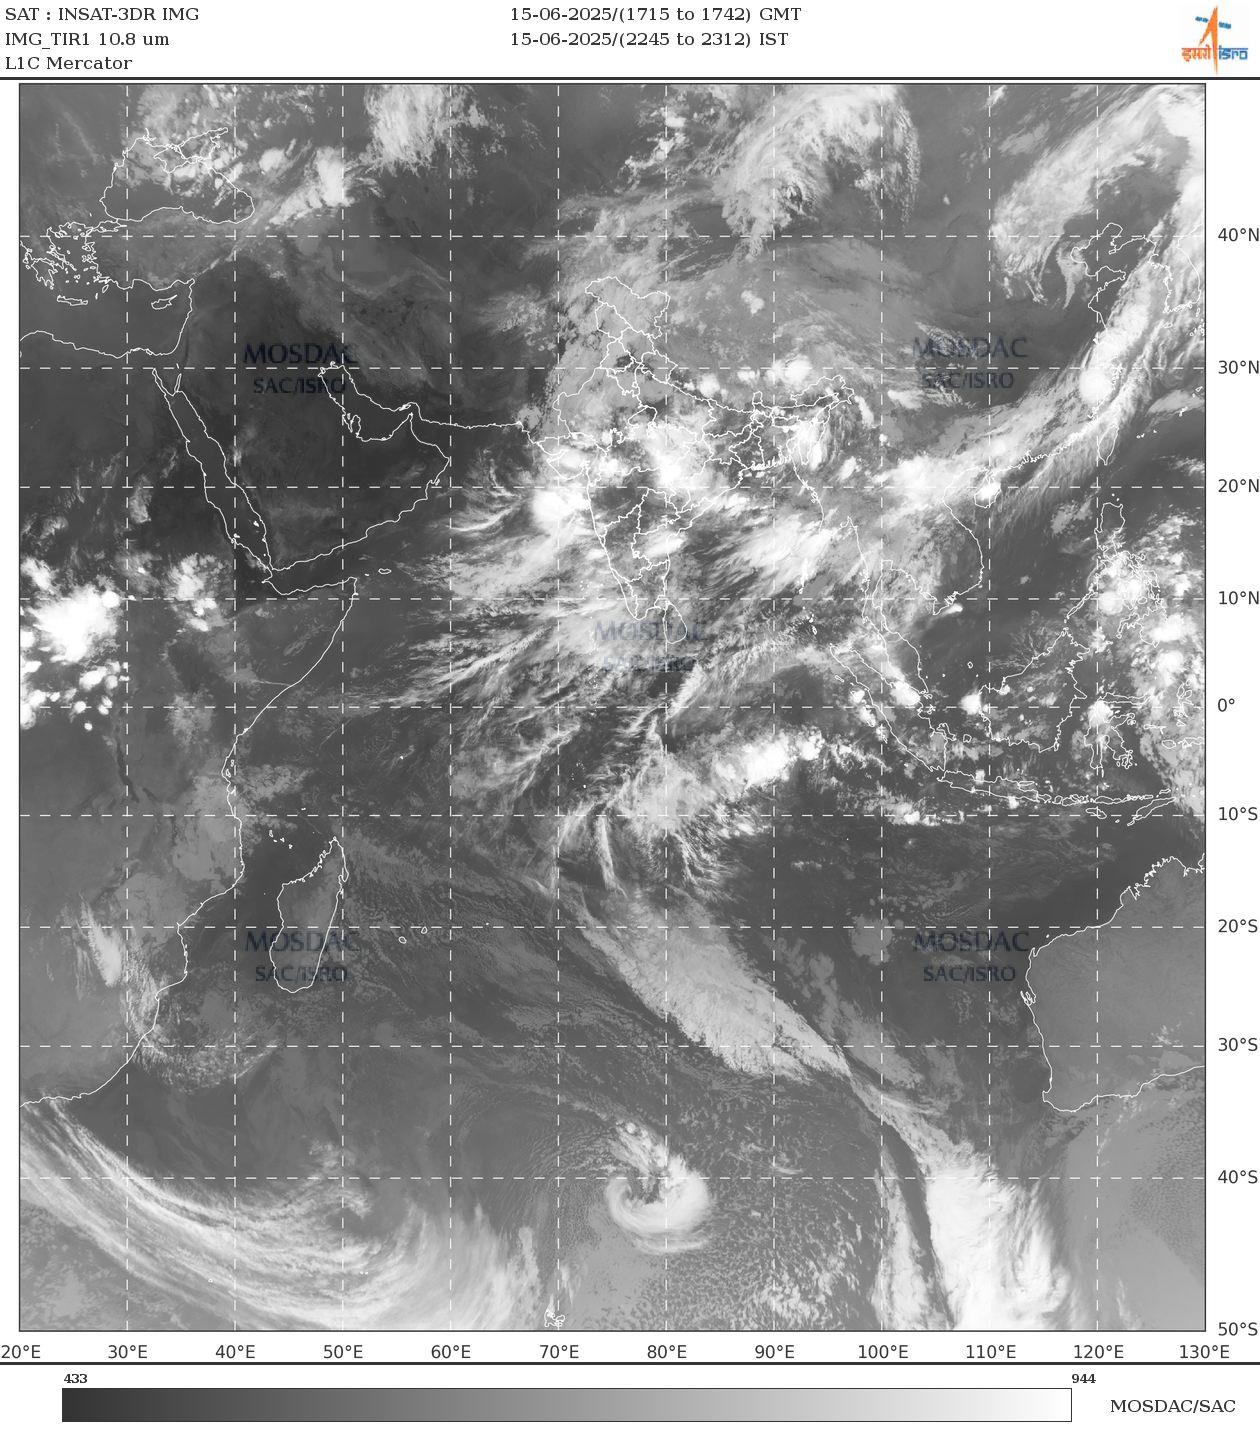 SAT : INSAT-3DR IMG
15-06-2025/(1715 to 1742) GMT
IMG_TIR1 10.8 um
15-06-2025/(2245 to 2312) IST
L1C Mercator
इसरो isro
40°N
MOSDAC
SAC/ISRO
MOSDAC
SAC/ISRO
30°N
20°N
10°N
MOSDAC
SAC/ISRO
0°
10°S
20°S
MOSDAC
SAC/ISRO
MOSDAC
SAC/ISRO
30°S
40°S
50°S
20°E 30°E 40°E 50°E 60°E 70°E 80°E 90°E 100°E 110°E 120°E 130°E
433
944
MOSDAC/SAC